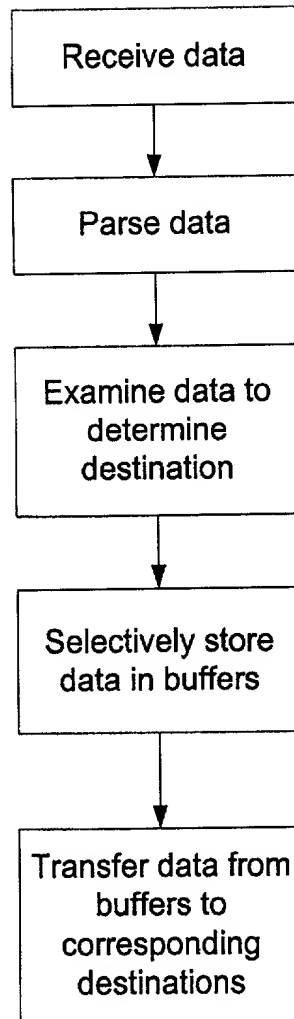 Receive data
Parse data
Examine data to
determine
destination
Selectively store
data in buffers
Transfer data from
buffers to
corresponding
destinations